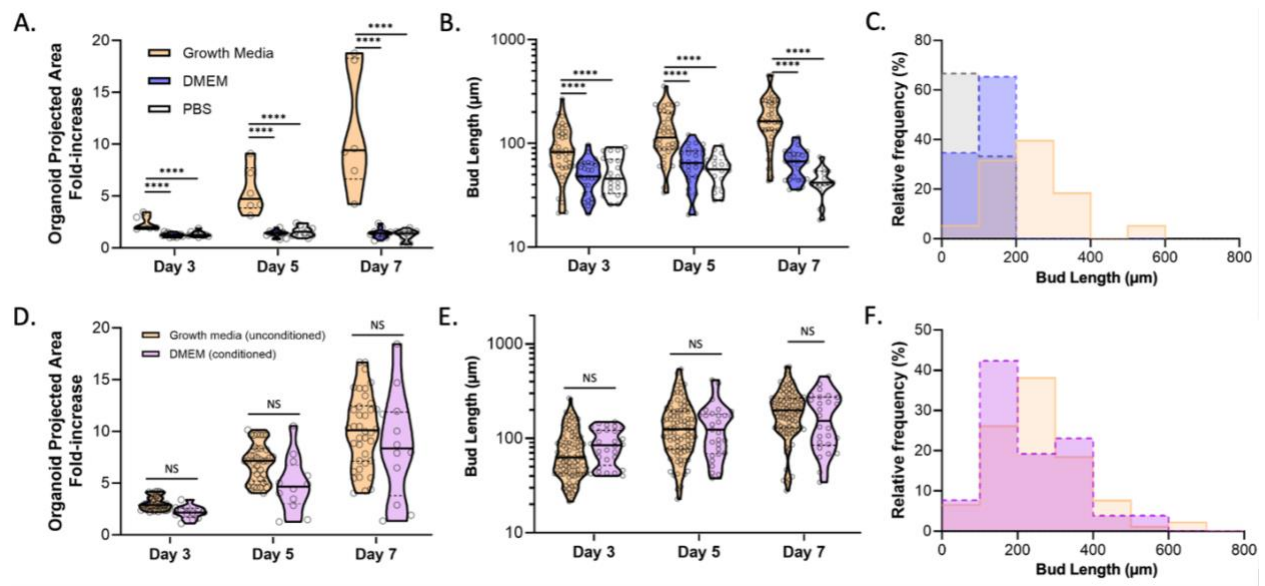 A.
Organoid Projected Area
Fold-increase
20
15
10
5
0
Growth Media
DMEM
PBS
****
****
****
****
****
****
Day 3
Day 5
Day 7
B.
Bud Length (µm)
1000
100
10
****
****
****
****
****
****
Day 3
Day 5
Day 7
C.
Relative frequency (%)
80
60
40
20
0
0
200
400
600
800
Bud Length (µm)
D.
Organoid Projected Area
Fold-increase
20
15
10
5
0
Growth media (unconditioned)
DMEM (conditioned)
NS
NS
NS
Day 3
Day 5
Day 7
E.
Bud Length (µm)
1000
100
10
NS
NS
NS
Day 3
Day 5
Day 7
F.
Relative frequency (%)
50
40
30
20
10
0
0
200
400
600
800
Bud Length (µm)